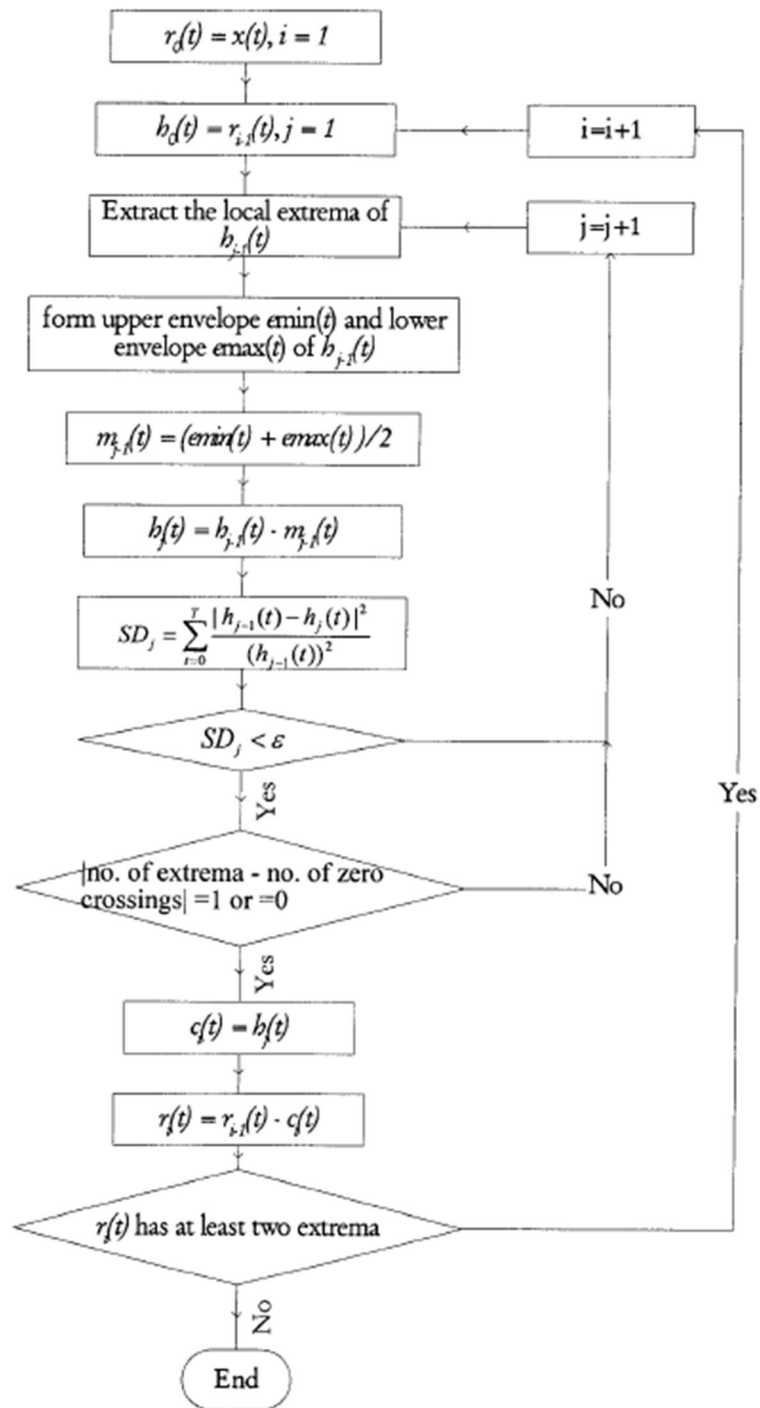 r₀(t) = x(t), i = 1
h₀(t) = rᵢ₋₁(t), j = 1
i=i+1
Extract the local extrema of
hⱼ₋₁(t)
j=j+1
form upper envelope emin(t) and lower
envelope emax(t) of hⱼ₋₁(t)
mⱼ₋₁(t) = (emin(t) + emax(t) )/2
hⱼ(t) = hⱼ₋₁(t) - mⱼ₋₁(t)
No
SDⱼ = ∑ₜ₌₀ᵀ |hⱼ₋₁(t) − hⱼ(t)|² / (hⱼ₋₁(t))²
SDⱼ < ε
Yes
Yes
|no. of extrema - no. of zero
crossings| =1 or =0
No
Yes
cᵢ(t) = hⱼ(t)
rᵢ(t) = rᵢ₋₁(t) - cᵢ(t)
rᵢ(t) has at least two extrema
No
End